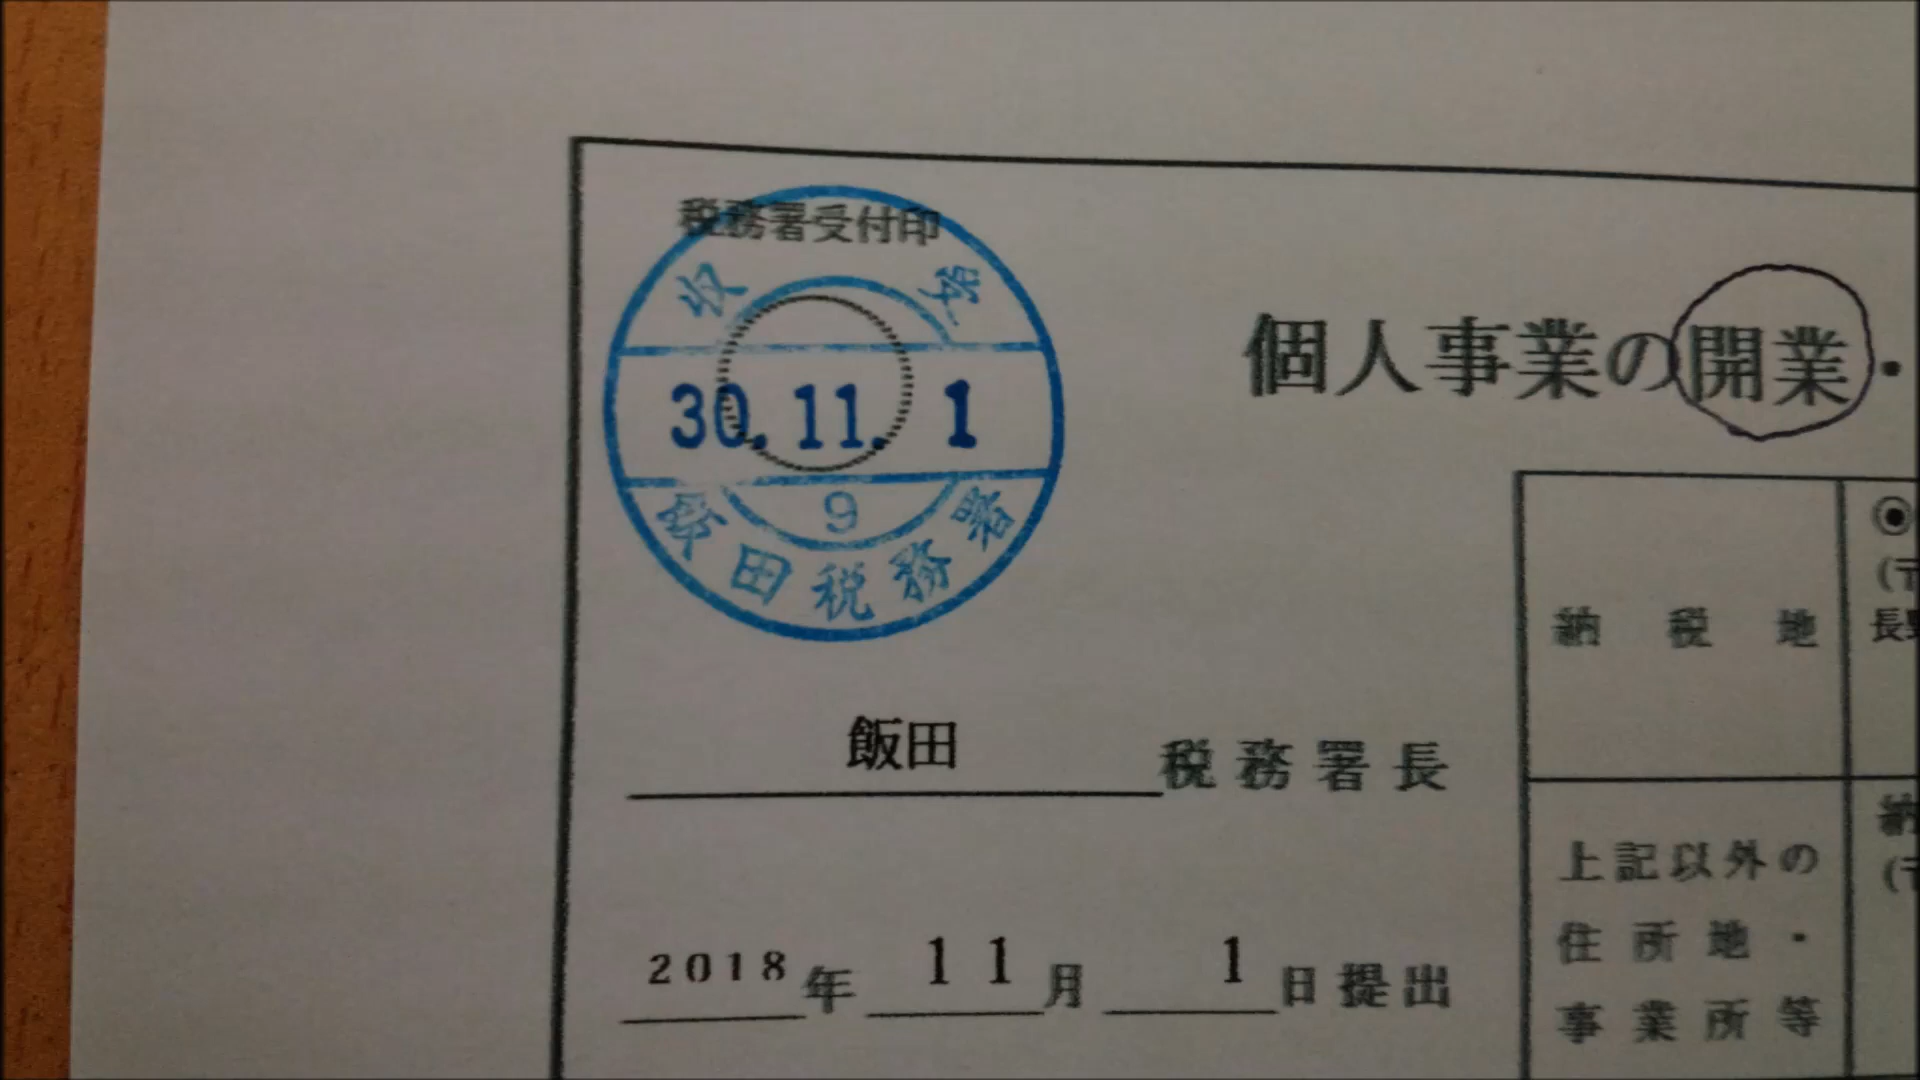 税務署受付印
収受
30.11.1
9
飯田税務署
個人事業の開業・
飯田税務署長
2018年11月1日提出
納税地
上記以外の
住所地・
事業所等